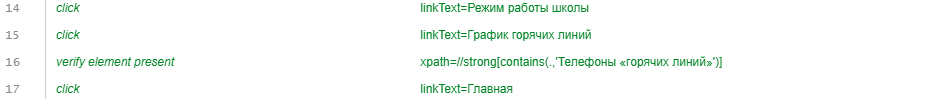 14 click linkText=Режим работы школы
15 click linkText=График горячих линий
16 verify element present xpath=//strong[contains(.,'Телефоны «горячих линий»')]
17 click linkText=Главная